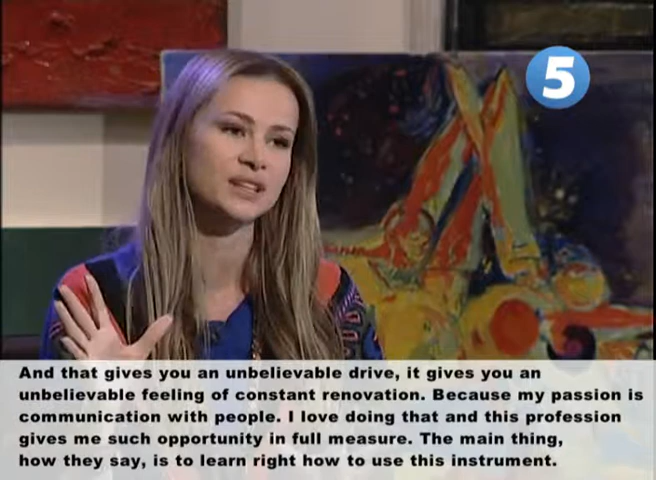 5
And that gives you an unbelievable drive, it gives you an
unbelievable feeling of constant renovation. Because my passion is
communication with people. I love doing that and this profession
gives me such opportunity in full measure. The main thing,
how they say, is to learn right how to use this instrument.